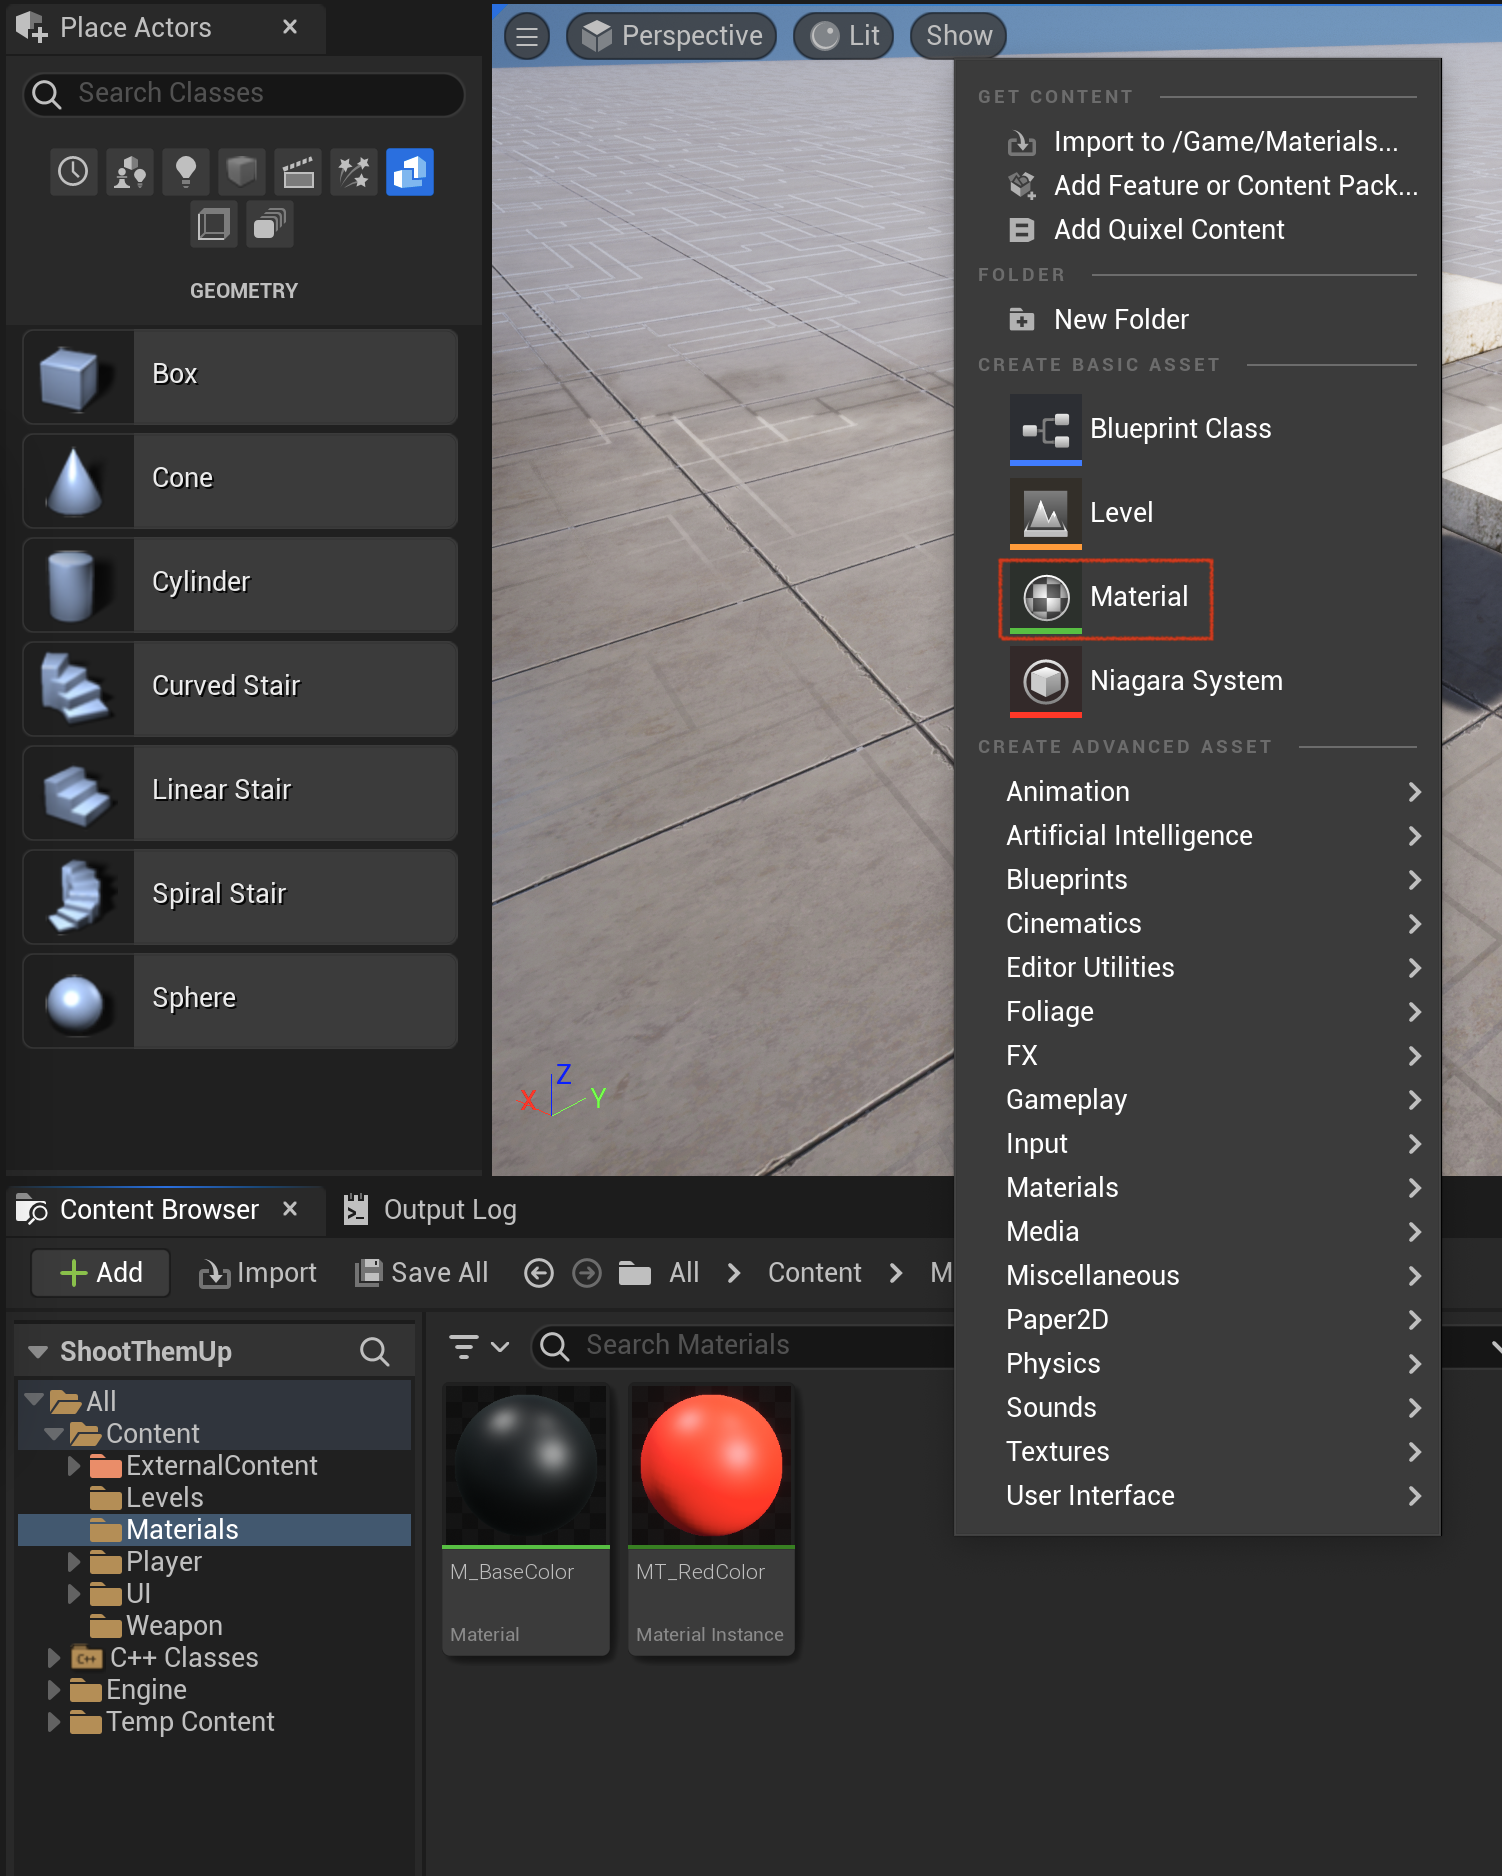 Place Actors
Search Classes
GEOMETRY
Box
Cone
Cylinder
Curved Stair
Linear Stair
Spiral Stair
Sphere
Perspective
Lit
Show
Z
X
Y
GET CONTENT
Import to /Game/Materials...
Add Feature or Content Pack...
Add Quixel Content
FOLDER
New Folder
CREATE BASIC ASSET
Blueprint Class
Level
Material
Niagara System
CREATE ADVANCED ASSET
Animation
Artificial Intelligence
Blueprints
Cinematics
Editor Utilities
Foliage
FX
Gameplay
Input
Materials
Media
Miscellaneous
Paper2D
Physics
Sounds
Textures
User Interface
Content Browser
Output Log
Add
Import
Save All
All
Content
M
ShootThemUp
All
Content
ExternalContent
Levels
Materials
Player
UI
Weapon
C++ C++ Classes
Engine
Temp Content
Search Materials
M_BaseColor
Material
MT_RedColor
Material Instance